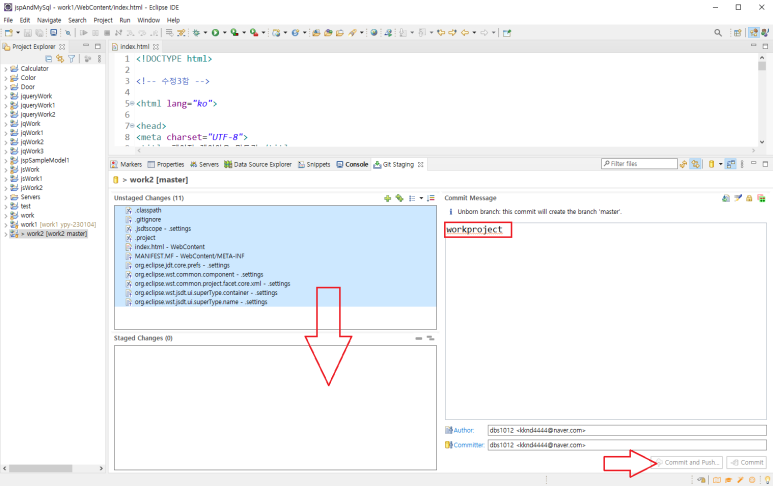 jspAndMySql - work1/WebContent/index.html - Eclipse IDE
File Edit Navigate Search Project Run Window Help
Project Explorer
Calculator
Color
Door
jqueryWork
jqueryWork1
jqueryWork2
jqWork
jqWork1
jqWork2
jqWork3
jspSampleModel1
jsWork
jsWork1
jsWork2
Servers
test
work
work1 [work1 ypy-230104]
> work2 [work2 master]
index.html
1 <!DOCTYPE html>
2
3 <!-- 수정3함 -->
4
5 <html lang="ko">
6
7 <head>
8 <meta charset="UTF-8">
Markers Properties Servers Data Source Explorer Snippets Console Git Staging
Filter files
> work2 [master]
Unstaged Changes (11)
.classpath
.gitignore
.jsdtscope - .settings
.project
index.html - WebContent
MANIFEST.MF - WebContent/META-INF
org.eclipse.jdt.core.prefs - .settings
org.eclipse.wst.common.component - .settings
org.eclipse.wst.common.project.facet.core.xml - .settings
org.eclipse.wst.jsdt.ui.superType.container - .settings
org.eclipse.wst.jsdt.ui.superType.name - .settings
Staged Changes (0)
Commit Message
Unborn branch: this commit will create the branch 'master'.
workproject
Author: dbs1012 <kknd4444@naver.com>
Committer: dbs1012 <kknd4444@naver.com>
Commit and Push... Commit